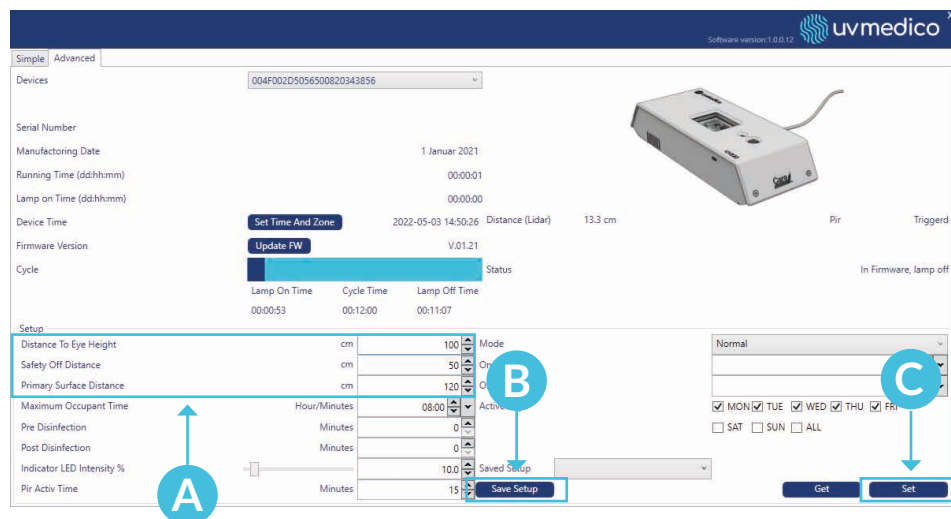 uvmedico
Software version:1.0.0.12
Simple Advanced
Devices 004F002D5056500820343856
Serial Number
Manufactoring Date 1 Januar 2021
Running Time (dd:hh:mm) 00:00:01
Lamp on Time (dd:hh:mm) 00:00:00
Device Time Set Time And Zone 2022-05-03 14:50:26 Distance (Lidar) 13.3 cm Pir Triggerd
Firmware Version Update FW V.01.21
Cycle Status In Firmware, lamp off
Lamp On Time Cycle Time Lamp Off Time
00:00:53 00:12:00 00:11:07
Setup
Distance To Eye Height cm 100 Mode Normal
Safety Off Distance cm 50
Primary Surface Distance cm 120
B
C
Maximum Occupant Time Hour/Minutes 08:00 MON TUE WED THU
Pre Disinfection Minutes 0 SAT SUN ALL
Post Disinfection Minutes 0
Indicator LED Intensity % 10.0 Saved Setup
Pir Activ Time Minutes 15 Save Setup Get Set
A